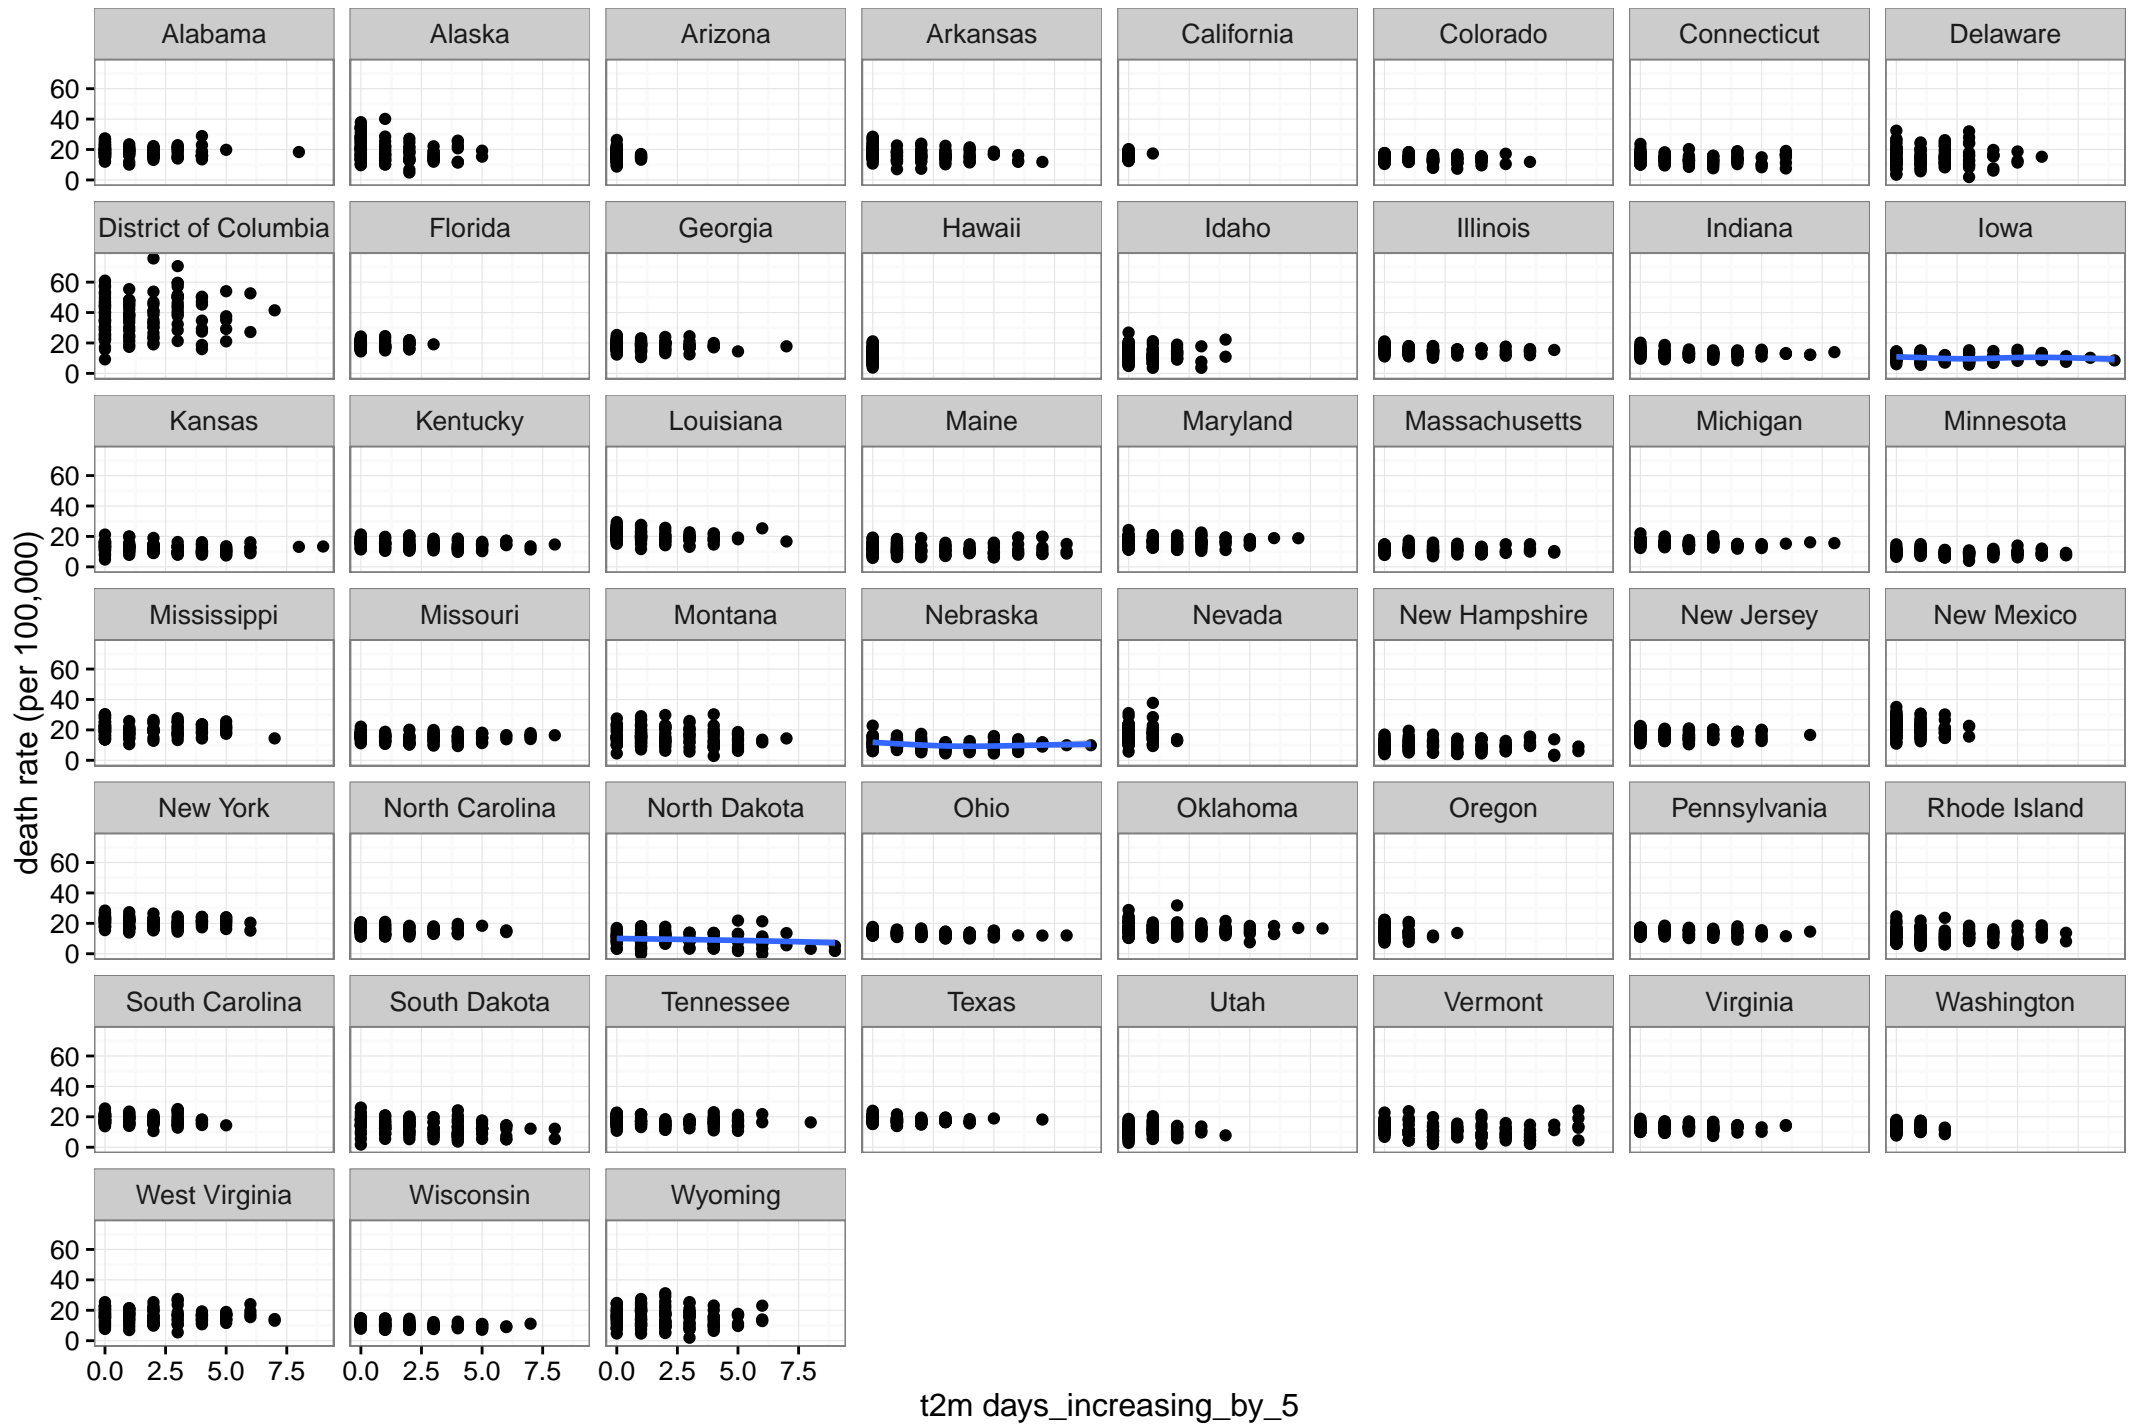 Alabama Alaska Arizona Arkansas California Colorado Connecticut Delaware
60
40
20
0
District of Columbia Florida Georgia Hawaii Idaho Illinois Indiana Iowa
60
40
20
0
Kansas Kentucky Louisiana Maine Maryland Massachusetts Michigan Minnesota
60
40
20
0
death rate (per 100,000)
Mississippi Missouri Montana Nebraska Nevada New Hampshire New Jersey New Mexico
60
40
20
0
New York North Carolina North Dakota Ohio Oklahoma Oregon Pennsylvania Rhode Island
60
40
20
0
South Carolina South Dakota Tennessee Texas Utah Vermont Virginia Washington
60
40
20
0
West Virginia Wisconsin Wyoming
60
40
20
0
0.0 2.5 5.0 7.5 0.0 2.5 5.0 7.5 0.0 2.5 5.0 7.5
t2m days_increasing_by_5